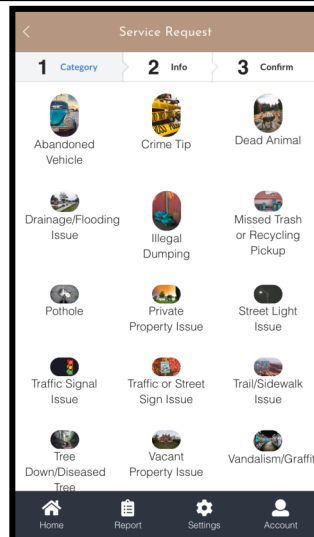 Service Request
1 Category 2 Info 3 Confirm
Abandoned
Vehicle
Crime Tip
Dead Animal
Drainage/Flooding
Issue
Illegal
Dumping
Missed Trash
or Recycling
Pickup
Pothole
Private
Property Issue
Street Light
Issue
Traffic Signal
Issue
Traffic or Street
Sign Issue
Trail/Sidewalk
Issue
Tree
Down/Diseased
Tree
Vacant
Property Issue
Vandalism/Graffit
Home Report Settings Account